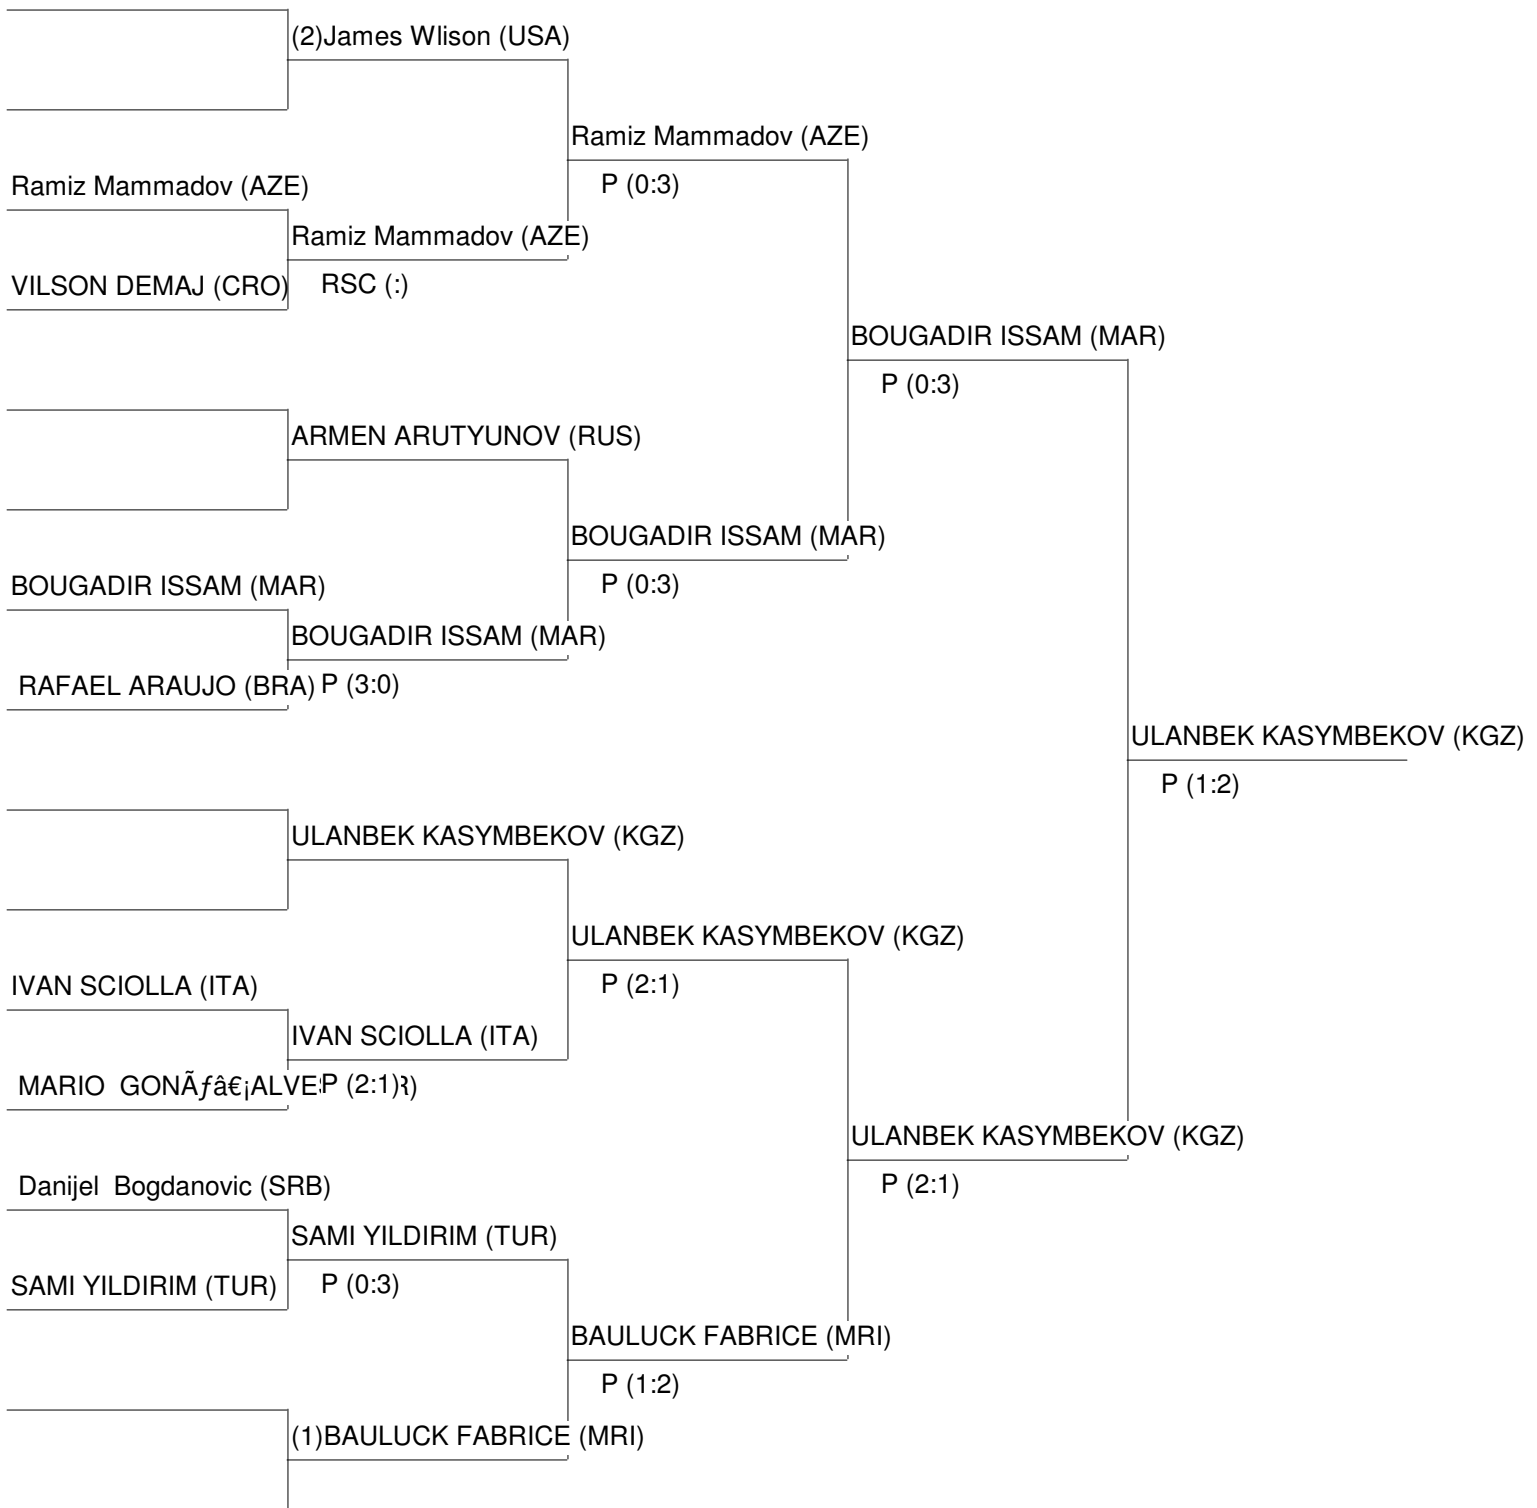 (2)James Wlison (USA)
Ramiz Mammadov (AZE)
P (0:3)
Ramiz Mammadov (AZE)
Ramiz Mammadov (AZE)
VILSON DEMAJ (CRO)
RSC (:)
BOUGADIR ISSAM (MAR)
P (0:3)
ARMEN ARUTYUNOV (RUS)
BOUGADIR ISSAM (MAR)
P (0:3)
BOUGADIR ISSAM (MAR)
BOUGADIR ISSAM (MAR)
RAFAEL ARAUJO (BRA)
P (3:0)
ULANBEK KASYMBEKOV (KGZ)
P (1:2)
ULANBEK KASYMBEKOV (KGZ)
ULANBEK KASYMBEKOV (KGZ)
P (2:1)
IVAN SCIOLLA (ITA)
IVAN SCIOLLA (ITA)
MARIO GONÃƒâ€¡ALVE
P (2:1)
ULANBEK KASYMBEKOV (KGZ)
P (2:1)
Danijel Bogdanovic (SRB)
SAMI YILDIRIM (TUR)
SAMI YILDIRIM (TUR)
P (0:3)
BAULUCK FABRICE (MRI)
P (1:2)
(1)BAULUCK FABRICE (MRI)